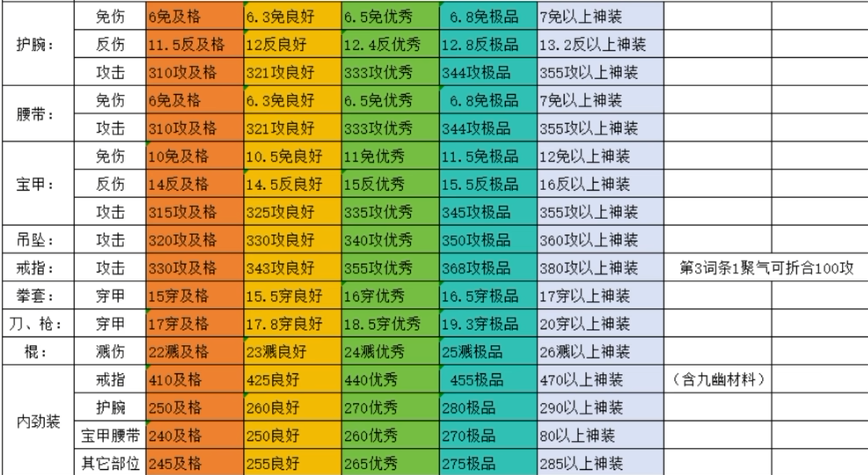 免伤 6免及格 6.3免良好 6.5免优秀 6.8免极品 7免以上神装
护腕： 反伤 11.5反及格 12反良好 12.4反优秀 12.8反极品 13.2反以上神装
攻击 310攻及格 321攻良好 333攻优秀 344攻极品 355攻以上神装
腰带： 免伤 6免及格 6.3免良好 6.5免优秀 6.8免极品 7免以上神装
攻击 310攻及格 321攻良好 333攻优秀 344攻极品 355攻以上神装
免伤 10免及格 10.5免良好 11免优秀 11.5免极品 12免以上神装
宝甲： 反伤 14反及格 14.5反良好 15反优秀 15.5反极品 16反以上神装
攻击 315攻及格 325攻良好 335攻优秀 345攻极品 355攻以上神装
吊坠： 攻击 320攻及格 330攻良好 340攻优秀 350攻极品 360攻以上神装
戒指： 攻击 330攻及格 343攻良好 355攻优秀 368攻极品 380攻以上神装 第3词条1聚气可折合100攻
拳套： 穿甲 15穿及格 15.5穿良好 16穿优秀 16.5穿极品 17穿以上神装
刀、枪： 穿甲 17穿及格 17.8穿良好 18.5穿优秀 19.3穿极品 20穿以上神装
棍： 溅伤 22溅及格 23溅良好 24溅优秀 25溅极品 26溅以上神装
戒指 410及格 425良好 440优秀 455极品 470以上神装 （含九幽材料）
内劲装 护腕 250及格 260良好 270优秀 280极品 290以上神装
宝甲腰带 240及格 250良好 260优秀 270极品 80以上神装
其它部位 245及格 255良好 265优秀 275极品 285以上神装